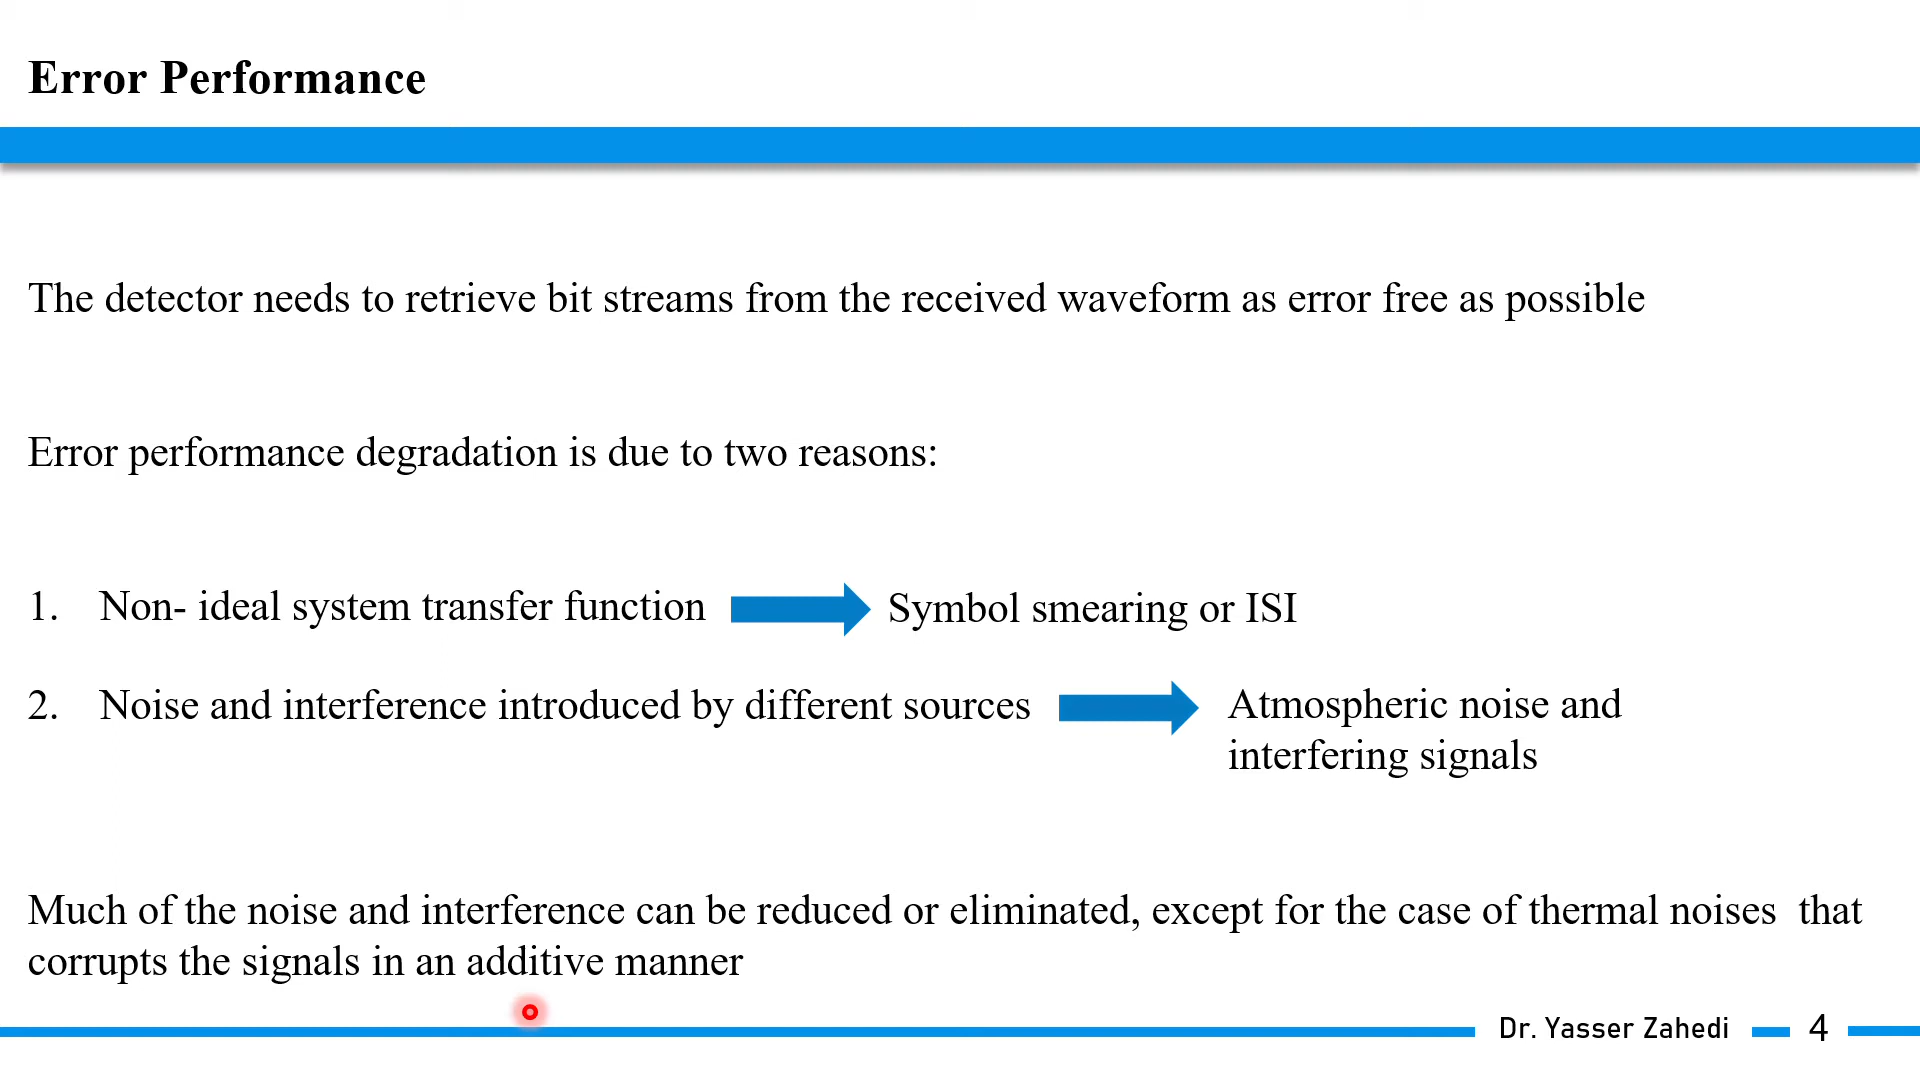 Error Performance
The detector needs to retrieve bit streams from the received waveform as error free as possible
Error performance degradation is due to two reasons:
1. Non- ideal system transfer function Symbol smearing or ISI
2. Noise and interference introduced by different sources Atmospheric noise and
interfering signals
Much of the noise and interference can be reduced or eliminated, except for the case of thermal noises that
corrupts the signals in an additive manner
Dr. Yasser Zahedi 4